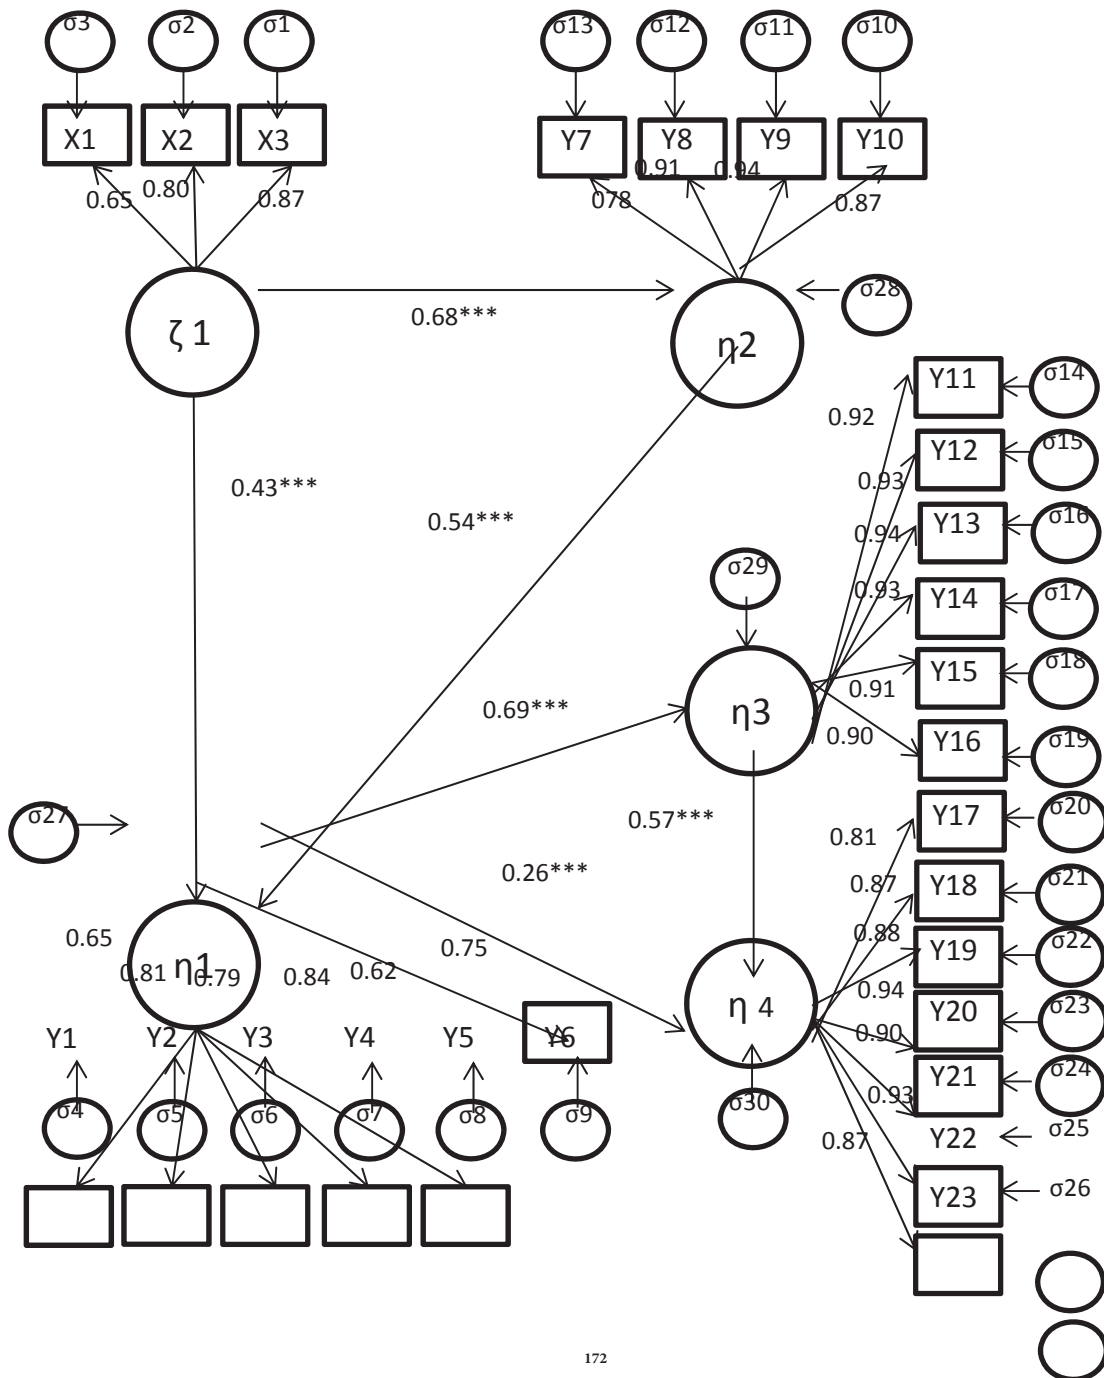 σ3 σ2 σ1 σ13 σ12 σ11 σ10
X1 X2 X3 Y7 Y8 Y9 Y10
0.65 0.80 0.87 078 0.91 0.94 0.87
ζ 1 0.68*** η2 σ28
Y11 σ14
0.92
Y12 σ15
0.43*** 0.54*** 0.93
Y13 σ16
0.94
σ29 0.93 Y14 σ17
Y15 σ18
0.69*** η3 0.91
0.90 Y16 σ19
σ27 0.57*** 0.81 Y17 σ20
0.26*** 0.87 Y18 σ21
0.65 0.75 0.88 Y19 σ22
0.81 η1 0.79 0.84 0.62 η 4 0.94 Y20 σ23
Y1 Y2 Y3 Y4 Y5 Y6 0.90
Y21 σ24
σ4 σ5 σ6 σ7 σ8 σ9 σ30 0.93
0.87 Y22 σ25
Y23 σ26
172